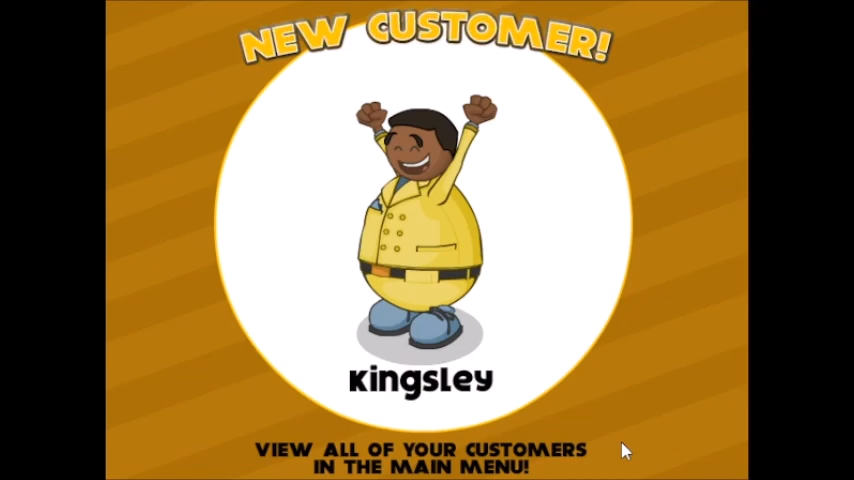 NEW CUSTOMER!
Kingsley
VIEW ALL OF YOUR CUSTOMERS
IN THE MAIN MENU!